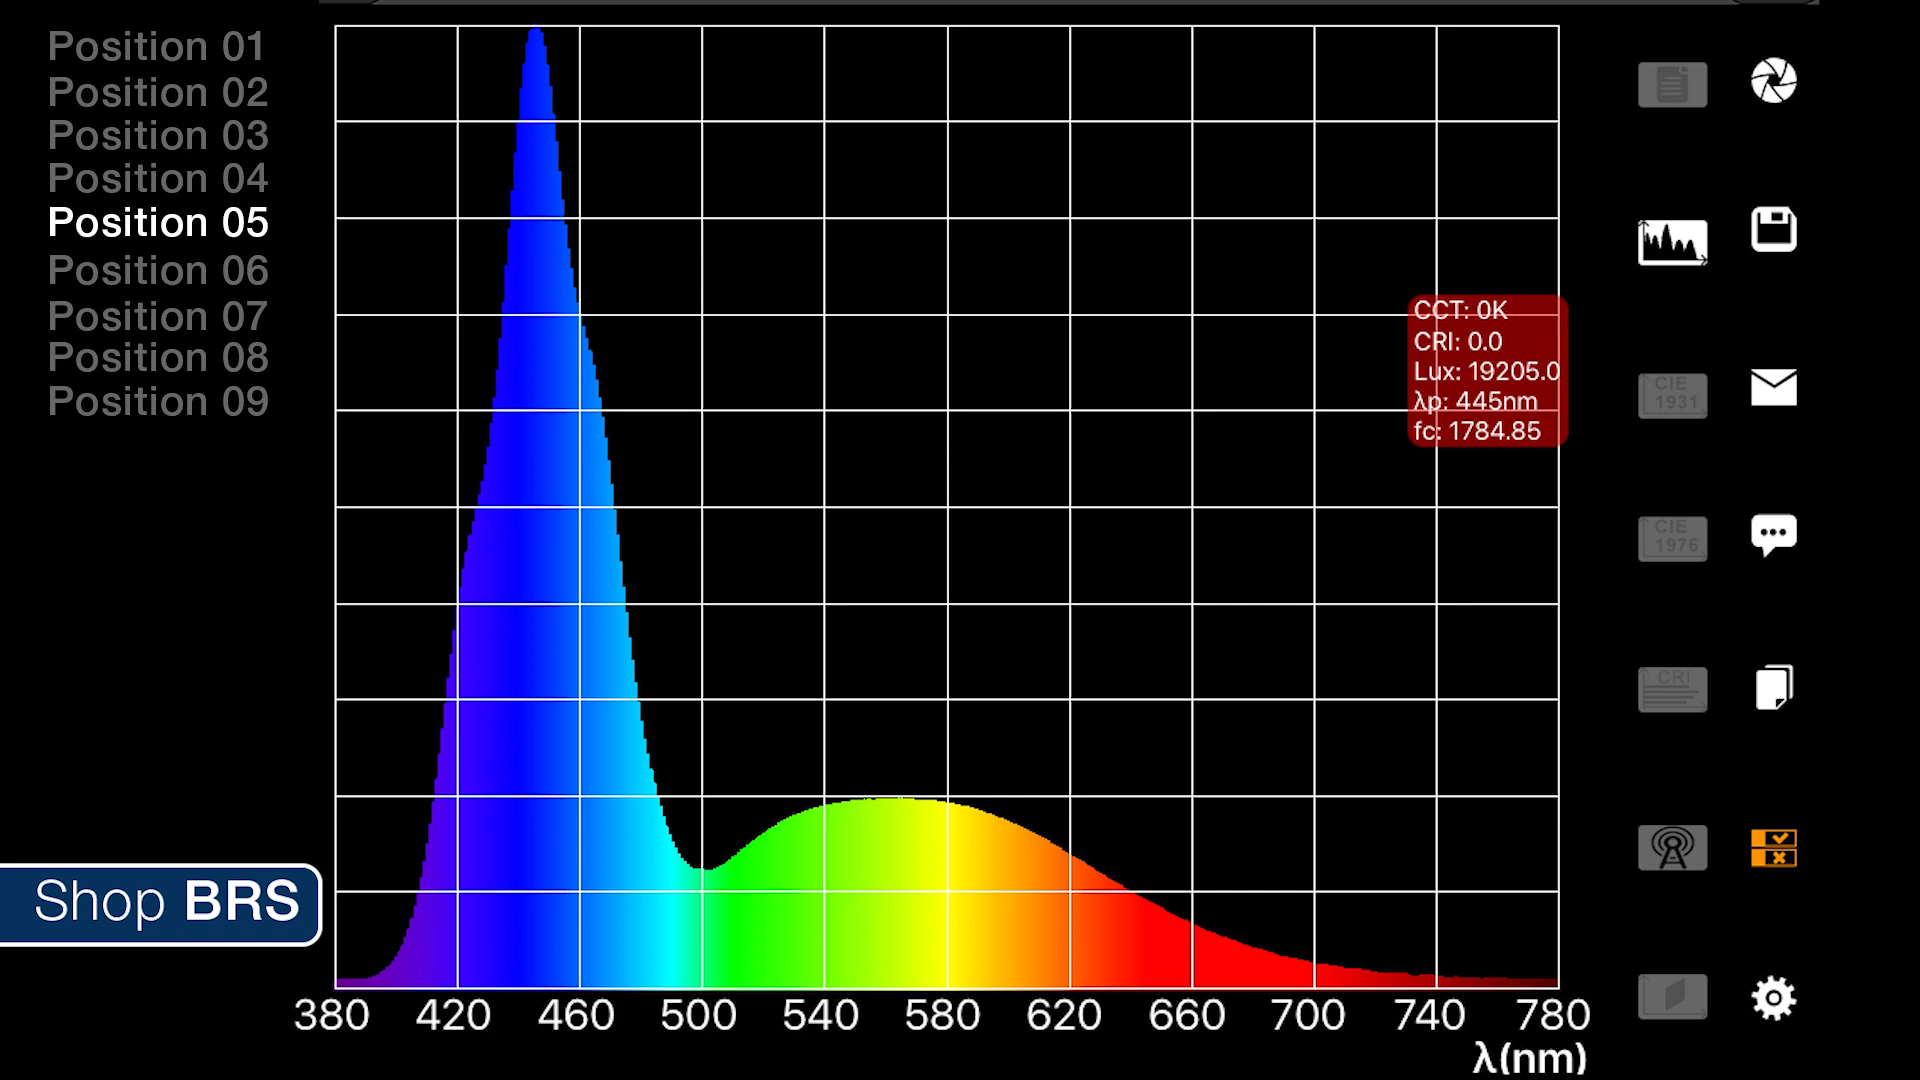 Position 01
Position 02
Position 03
Position 04
Position 05
Position 06
Position 07
Position 08
Position 09
Shop BRS
CCT: 0K
CRI: 0.0
Lux: 19205.0
λp: 445nm
fc: 1784.85
380 420 460 500 540 580 620 660 700 740 780
λ(nm)
CIE
1931
CIE
1976
CRI